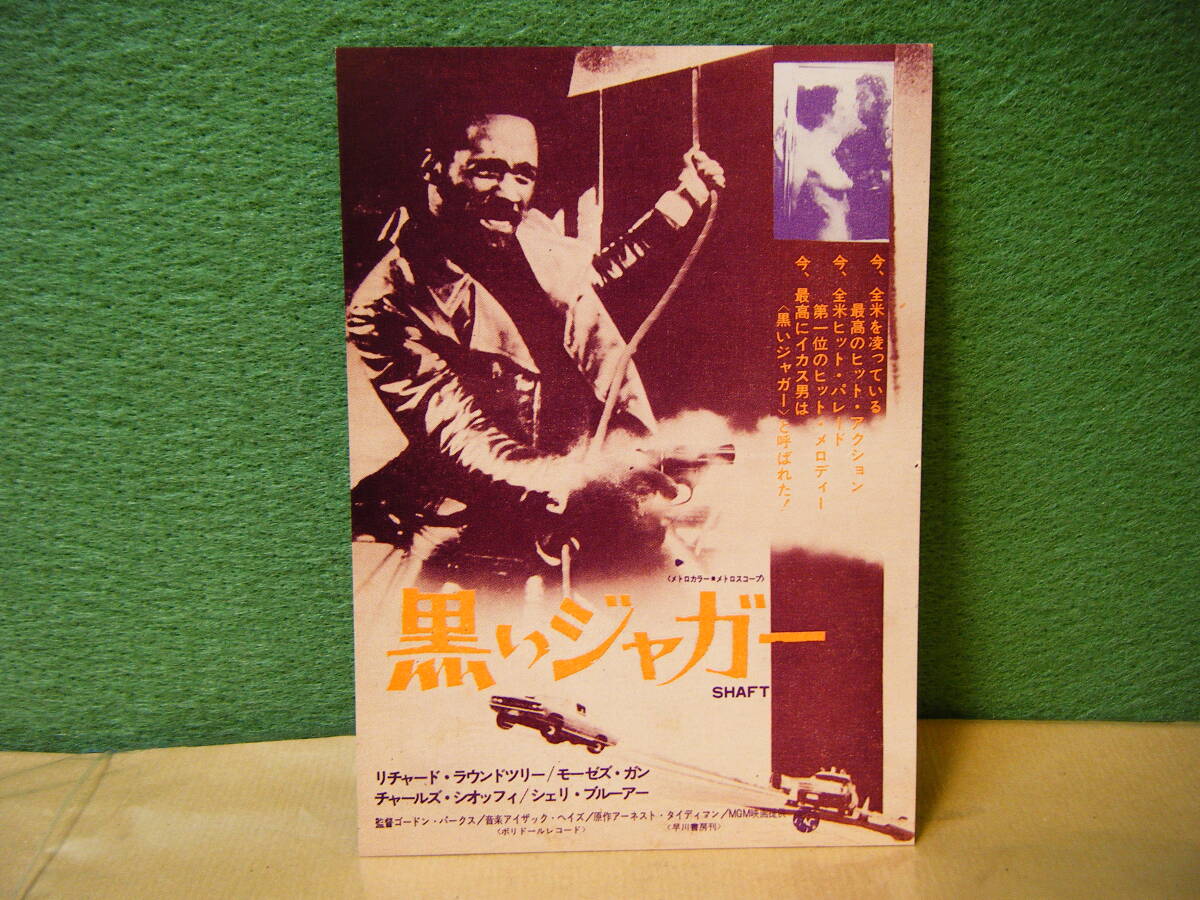 今、全米を凌っている
最高のヒット・アクション
今、全米ヒット・パレード
第一位のヒット・メロディー
今、最高にイカス男は
〈黒いジャガー〉と呼ばれた!
〈メトロカラー■メトロスコープ〉
黒いジャガー
SHAFT
リチャード・ラウンドツリー/モーゼズ・ガン
チャールズ・シオッフィ/シェリ・ブルーアー
監督ゴードン・パークス/音楽アイザック・ヘイズ/原作アーネスト・タイディマン/MGM映画提供
〈ポリドールレコード〉 〈早川書房刊〉